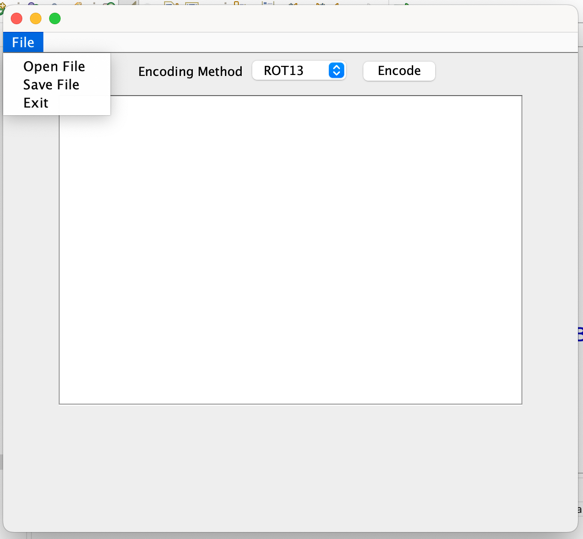 File
Open File
Save File
Exit
Encoding Method ROT13 Encode